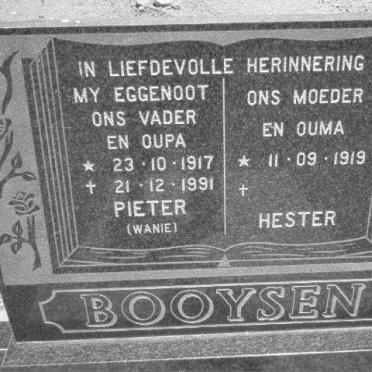 IN LIEFDEVOLLE HERINNERING
MY EGGENOOT
ONS VADER
EN OUPA
★ 23·10·1917
✝ 21·12·1991
PIETER
(WANIE)
ONS MOEDER
EN OUMA
★ 11·09·1919
✝
HESTER
BOOYSEN